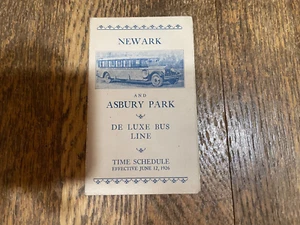 NEWARK
AND
ASBURY PARK
DE LUXE BUS
LINE
TIME SCHEDULE
EFFECTIVE JUNE 12, 1926